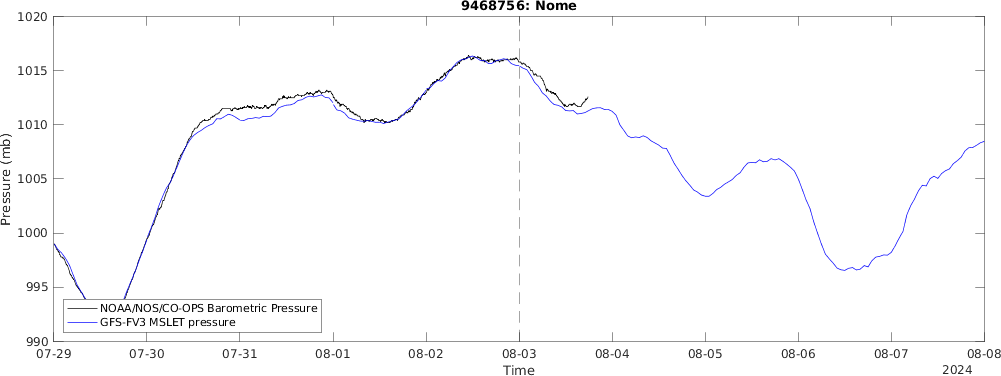 9468756: Nome
1020
1015
1010
1005
1000
995
990
Pressure (mb)
NOAA/NOS/CO-OPS Barometric Pressure
GFS-FV3 MSLET pressure
07-29 07-30 07-31 08-01 08-02 08-03 08-04 08-05 08-06 08-07 08-08
Time
2024